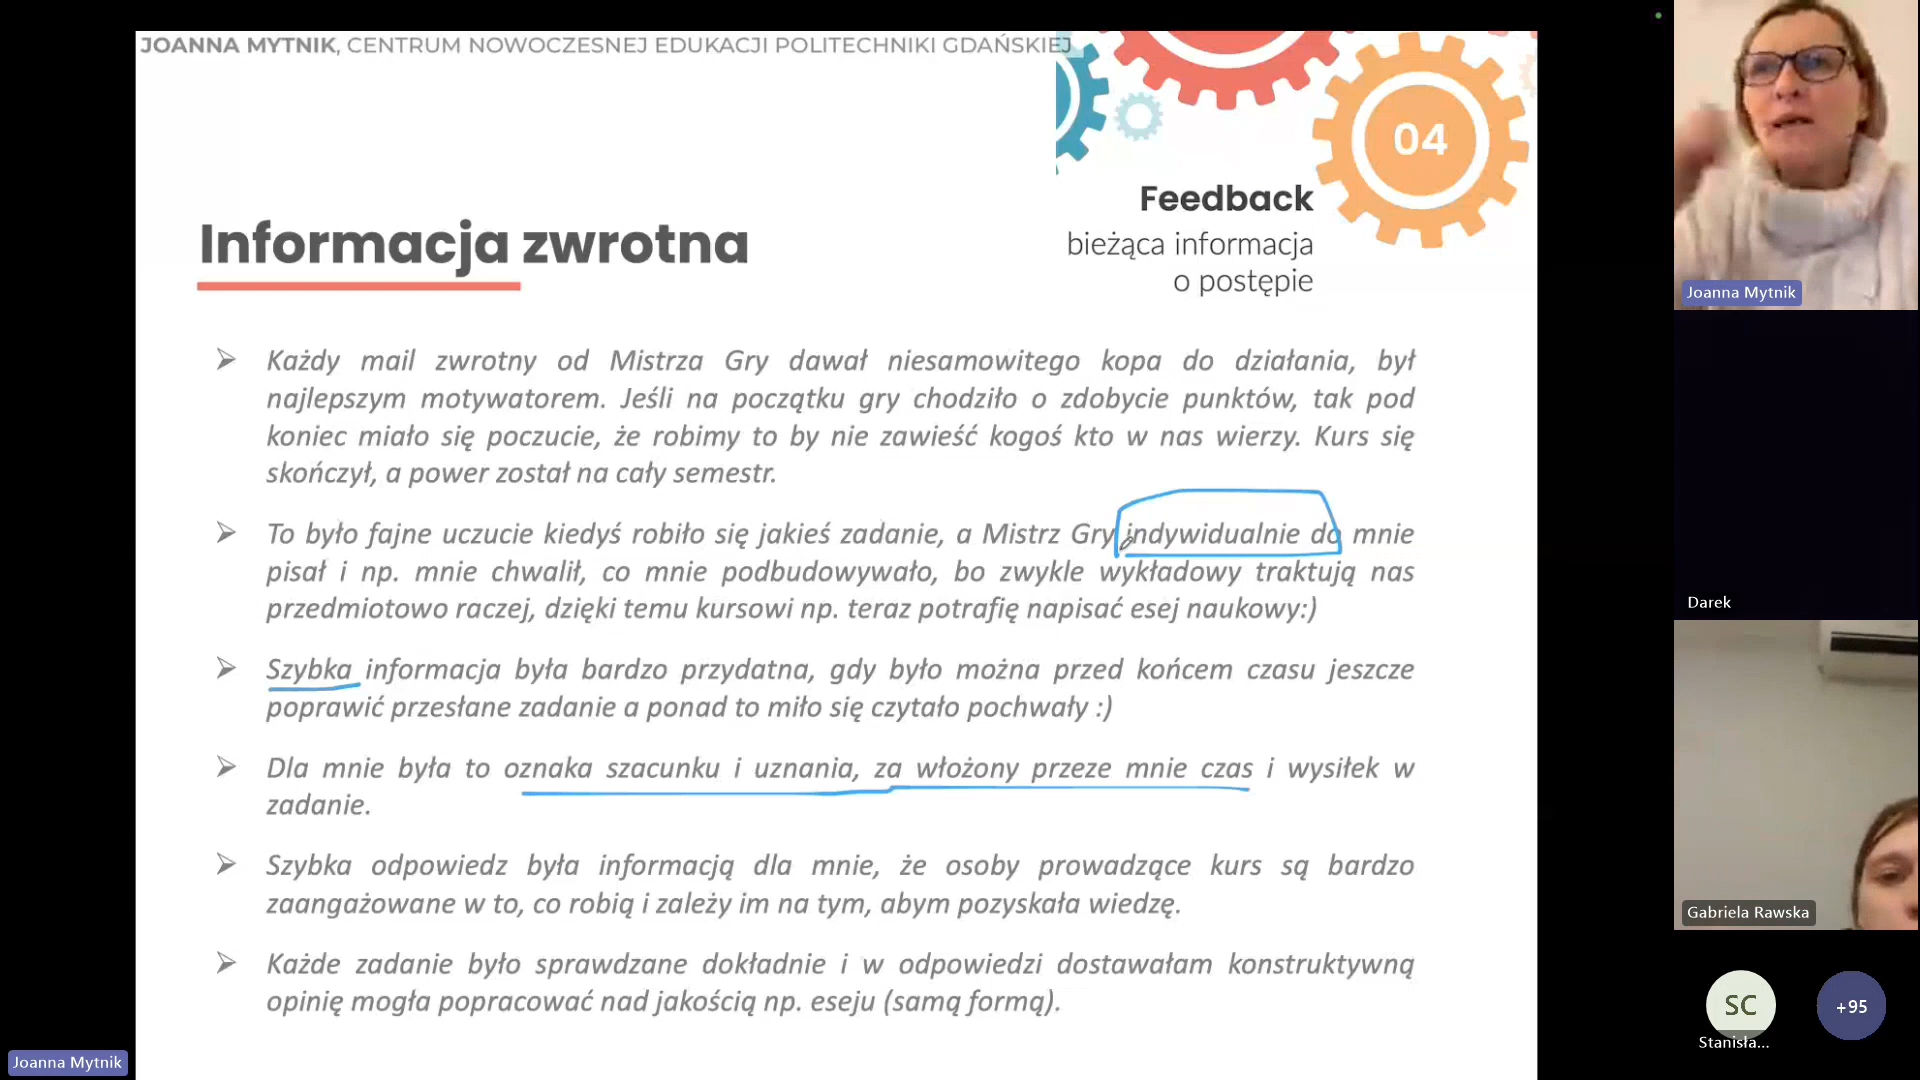 JOANNA MYTNIK, CENTRUM NOWOCZESNEJ EDUKACJI POLITECHNIKI GDAŃSKIEJ
04
Feedback
bieżąca informacja
o postępie
Informacja zwrotna
Każdy mail zwrotny od Mistrza Gry dawał niesamowitego kopa do działania, był
najlepszym motywatorem. Jeśli na początku gry chodziło o zdobycie punktów, tak pod
koniec miało się poczucie, że robimy to by nie zawieść kogoś kto w nas wierzy. Kurs się
skończył, a power został na cały semestr.
To było fajne uczucie kiedyś robiło się jakieś zadanie, a Mistrz Gry indywidualnie do mnie
pisał i np. mnie chwalił, co mnie podbudowywało, bo zwykle wykładowy traktują nas
przedmiotowo raczej, dzięki temu kursowi np. teraz potrafię napisać esej naukowy:)
Szybka informacja była bardzo przydatna, gdy było można przed końcem czasu jeszcze
poprawić przesłane zadanie a ponad to miło się czytało pochwały :)
Dla mnie była to oznaka szacunku i uznania, za włożony przeze mnie czas i wysiłek w
zadanie.
Szybka odpowiedz była informacją dla mnie, że osoby prowadzące kurs są bardzo
zaangażowane w to, co robią i zależy im na tym, abym pozyskała wiedzę.
Każde zadanie było sprawdzane dokładnie i w odpowiedzi dostawałam konstruktywną
opinię mogła popracować nad jakością np. eseju (samą formą).
Joanna Mytnik
Joanna Mytnik
Darek
Gabriela Rawska
SC
Stanisła...
+95